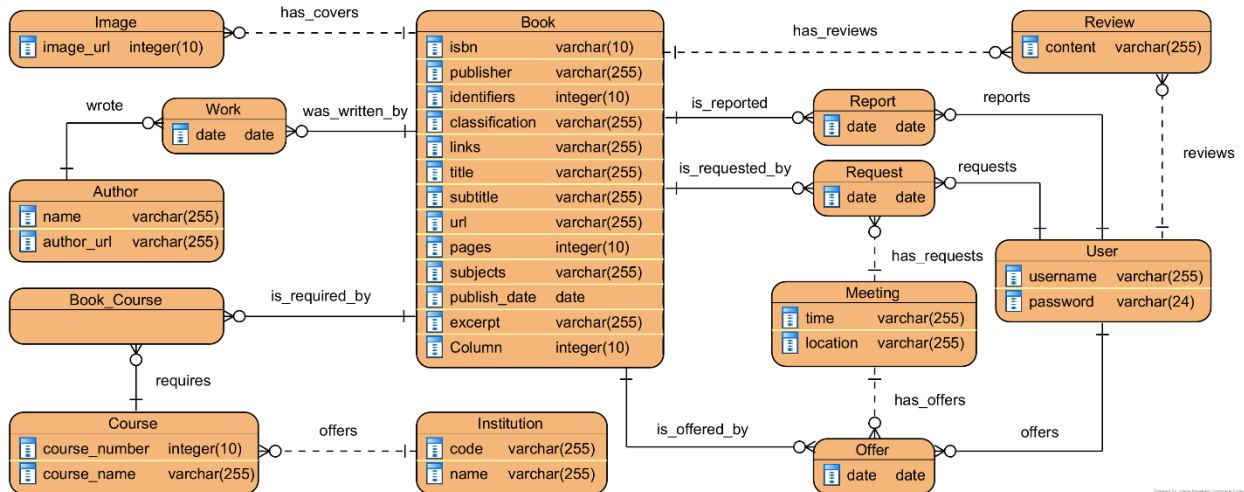 Image
image_url integer(10)
has_covers
Book
isbn varchar(10)
publisher varchar(255)
identifiers integer(10)
classification varchar(255)
links varchar(255)
title varchar(255)
subtitle varchar(255)
url varchar(255)
pages integer(10)
subjects varchar(255)
publish_date date
excerpt varchar(255)
Column integer(10)
has_reviews
Review
content varchar(255)
wrote
Work
date date
was_written_by
is_reported
Report
date date
reports
reviews
is_requested_by
Request
date date
requests
Author
name varchar(255)
author_url varchar(255)
has_requests
User
username varchar(255)
password varchar(24)
Book_Course
is_required_by
Meeting
time varchar(255)
location varchar(255)
requires
has_offers
Course
course_number integer(10)
course_name varchar(255)
offers
Institution
code varchar(255)
name varchar(255)
is_offered_by
Offer
date date
offers